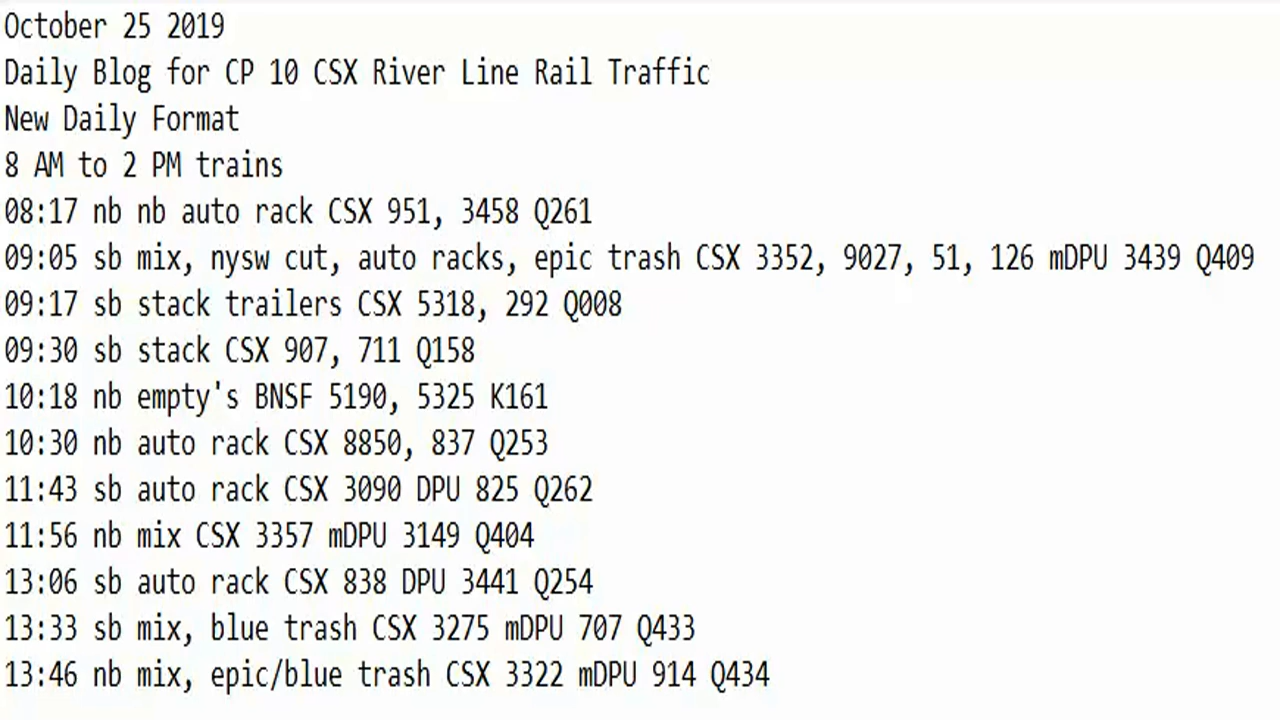 October 25 2019
Daily Blog for CP 10 CSX River Line Rail Traffic
New Daily Format
8 AM to 2 PM trains
08:17 nb nb auto rack CSX 951, 3458 Q261
09:05 sb mix, nysw cut, auto racks, epic trash CSX 3352, 9027, 51, 126 mDPU 3439 Q409
09:17 sb stack trailers CSX 5318, 292 Q008
09:30 sb stack CSX 907, 711 Q158
10:18 nb empty's BNSF 5190, 5325 K161
10:30 nb auto rack CSX 8850, 837 Q253
11:43 sb auto rack CSX 3090 DPU 825 Q262
11:56 nb mix CSX 3357 mDPU 3149 Q404
13:06 sb auto rack CSX 838 DPU 3441 Q254
13:33 sb mix, blue trash CSX 3275 mDPU 707 Q433
13:46 nb mix, epic/blue trash CSX 3322 mDPU 914 Q434